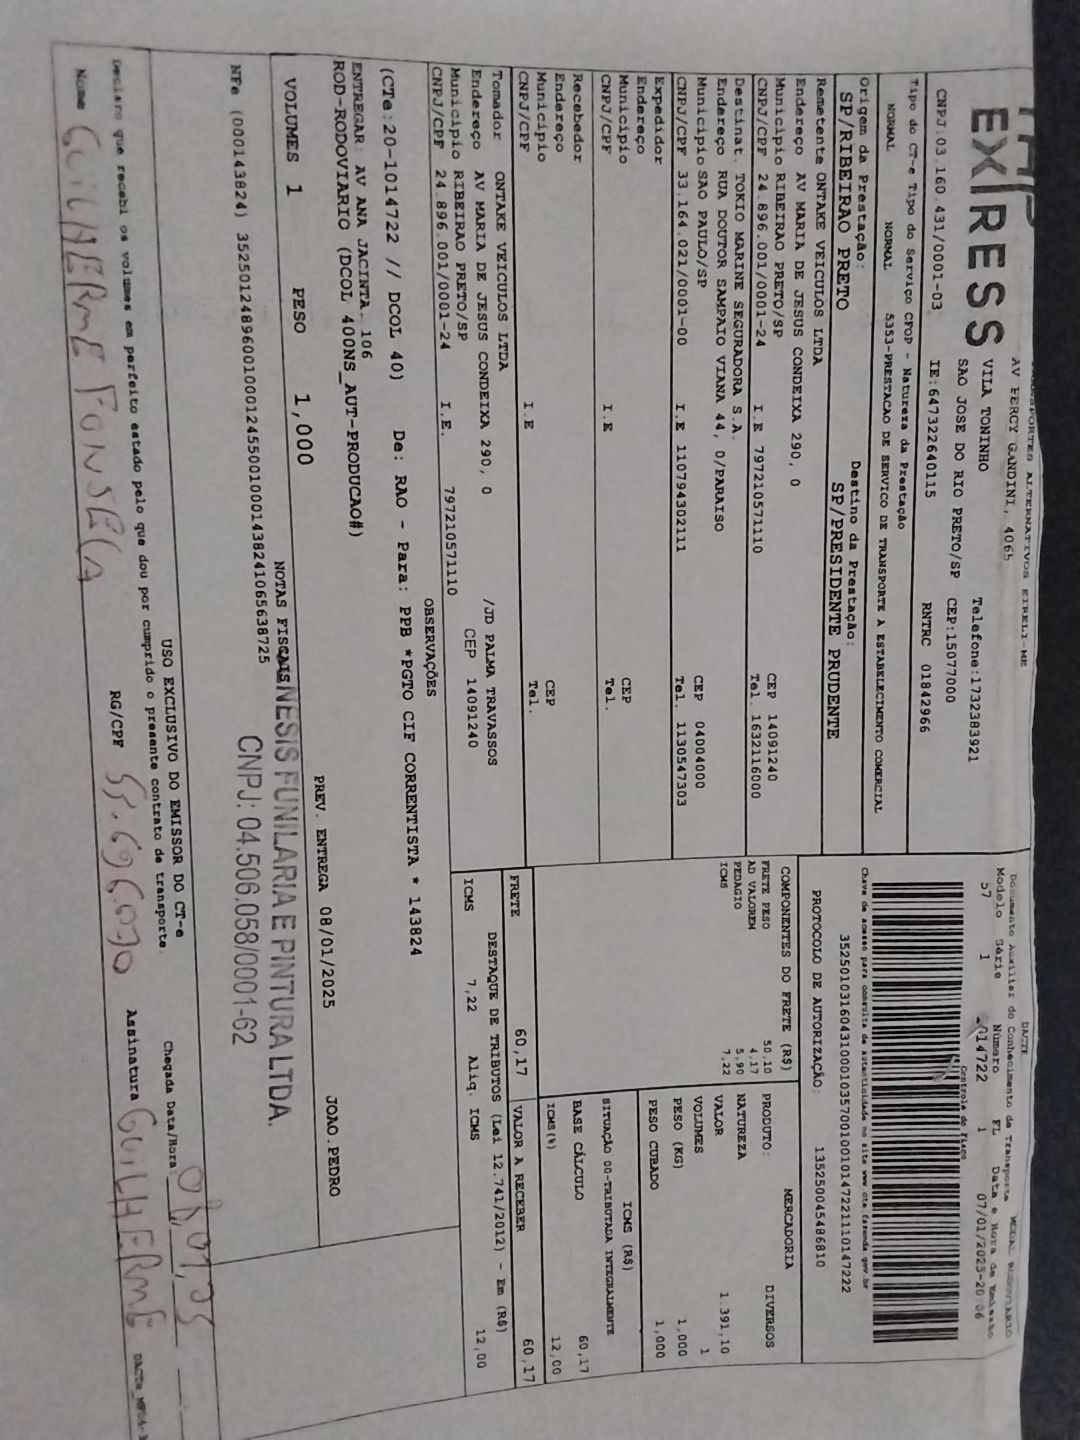 EX/RESS
TRANSPORTES ALTERNATIVOS EIRELI-ME
AV PERCY GANDINI, 4065
VILA TONINHO Telefone:1732383921
SAO JOSE DO RIO PRETO/SP CEP:15077000
CNPJ:03.160.431/0001-03 IE:647322640115 RNTRC 01842966
Tipo do CT-e Tipo do Serviço CFOP - Natureza da Prestação
NORMAL NORMAL 5353-PRESTACAO DE SERVICO DE TRANSPORTE A ESTABELECIMENTO COMERCIAL
Origem da Prestação: Destino da Prestação:
SP/RIBEIRAO PRETO SP/PRESIDENTE PRUDENTE
Remetente ONTAKE VEICULOS LTDA
Endereço AV MARIA DE JESUS CONDEIXA 290, 0
Municipio RIBEIRAO PRETO/SP CEP 14091240
CNPJ/CPF 24.896.001/0001-24 I.E 797210571110 Tel. 1632116000
Destinat. TOKIO MARINE SEGURADORA S.A.
Endereço RUA DOUTOR SAMPAIO VIANA 44, 0/PARAISO
Municipio SAO PAULO/SP CEP 04004000
CNPJ/CPF 33.164.021/0001-00 I.E 110794302111 Tel. 1130547303
Expedidor
Endereço
Municipio CEP
CNPJ/CPF I.E Tel.
Recebedor
Endereço
Municipio CEP
CNPJ/CPF I.E Tel.
Tomador ONTAKE VEICULOS LTDA
Endereço AV MARIA DE JESUS CONDEIXA 290, 0 /JD PALMA TRAVASSOS
Municipio RIBEIRAO PRETO/SP CEP 14091240
CNPJ/CPF 24.896.001/0001-24 I.E. 797210571110
DACTE
Documento Auxiliar do Conhecimento de Transporte MODAL RODOVIARIO
Modelo Série Número FL Data e Hora de Emissão
57 1 1014722 1 07/01/2025-20:06
Controle do Fisco
Chave de acesso para consulta de autenticidade no site www.cte.fazenda.gov.br
35250103160431000103570010010147221110147222
PROTOCOLO DE AUTORIZAÇÃO: 135250045486810
COMPONENTES DO FRETE (R$)
FRETE PESO 50,10
AD VALOREM 4,17
PEDAGIO 5,90
ICMS 7,22
MERCADORIA
PRODUTO: DIVERSOS
NATUREZA
VALOR 1.391,10
VOLUMES 1
PESO (KG) 1,000
PESO CUBADO 1,000
ICMS (R$)
SITUAÇÃO 00-TRIBUTADA INTEGRALMENTE
BASE CÁLCULO 60,17
ICMS(%) 12,00
FRETE 60,17 VALOR A RECEBER 60,17
DESTAQUE DE TRIBUTOS (Lei 12.741/2012) - Em (R$)
ICMS 7,22 Aliq. ICMS 12,00
OBSERVAÇÕES
(CTe:20-1014722 // DCOL 40) De: RAO - Para: PPB *PGTO CIF CORRENTISTA * 143824
ENTREGAR: AV ANA JACINTA. 106
ROD-RODOVIARIO (DCOL 400NS_AUT-PRODUCAO#)
VOLUMES 1 PESO 1,000 PREV. ENTREGA 08/01/2025 JOAO.PEDRO
NOTAS FISCAIS
NFe (000143824) 35250124896001000124550010001438241065638725
NESIS FUNILARIA E PINTURA LTDA.
CNPJ: 04.506.058/0001-62
USO EXCLUSIVO DO EMISSOR DO CT-e
Declaro que recebi os volumes em perfeito estado pelo que dou por cumprido o presente contrato de transporte.
Chegada Data/Hora:
Nome GUILHERME FONSECA RG/CPF Assinatura GUILHERME